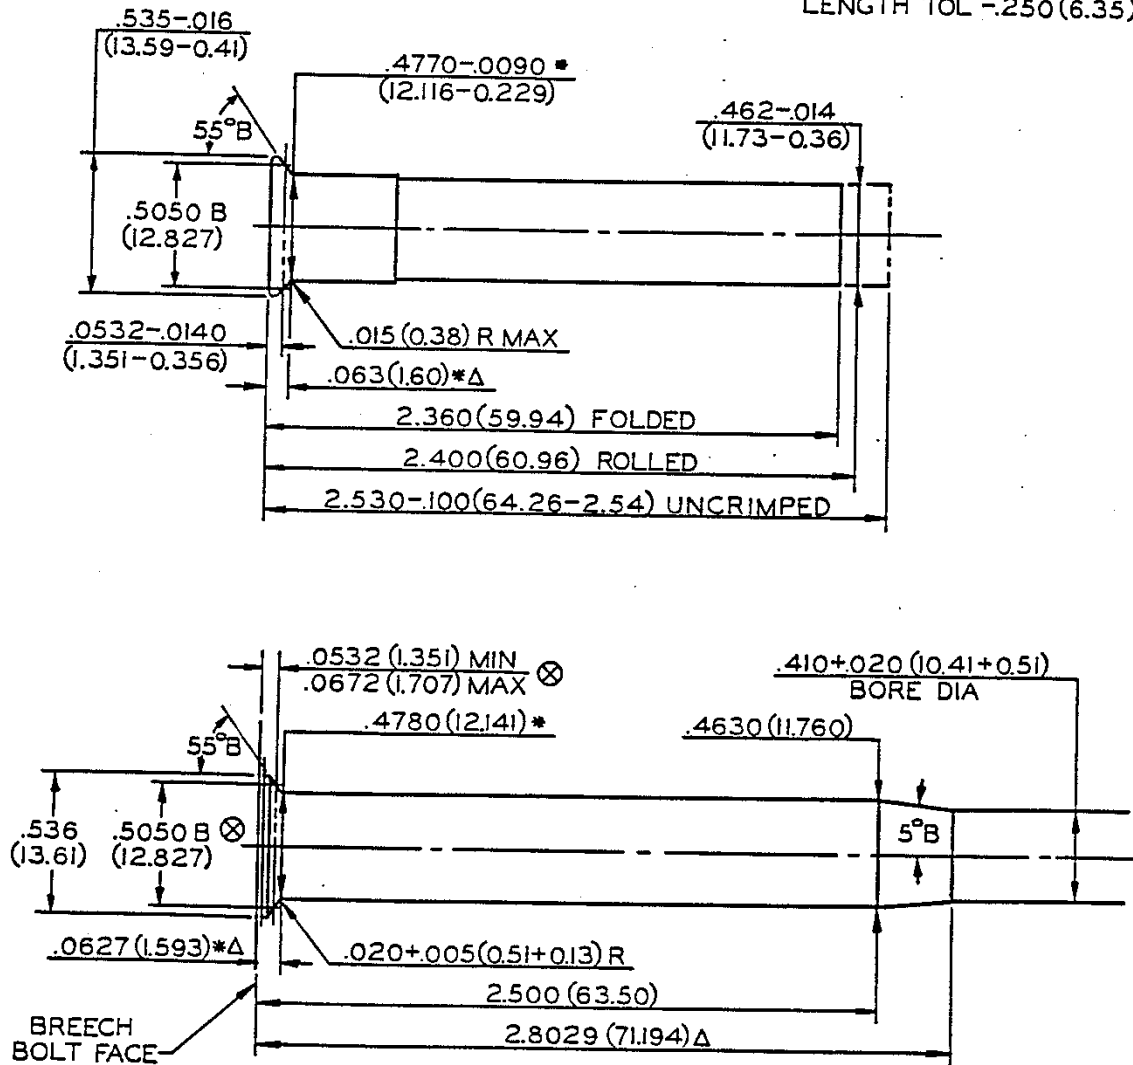 LENGTH TOL -.250(6.35)
.535-.016
(13.59-0.41)
.4770-.0090 *
(12.116-0.229)
.462-.014
(11.73-0.36)
55°B
.5050 B
(12.827)
.0532-.0140
(1.351-0.356)
.015(0.38) R MAX
.063(1.60)*Δ
2.360(59.94) FOLDED
2.400(60.96) ROLLED
2.530-.100(64.26-2.54) UNCRIMPED
.0532 (1.351) MIN
.0672 (1.707) MAX ⊗
.410+.020 (10.41+0.51)
BORE DIA
.4780(12.141)*
.4630(11.760)
55°B
.536
(13.61)
.5050 B ⊗
(12.827)
5°B
.0627(1.593)*Δ
.020+.005(0.51+0.13) R
2.500 (63.50)
2.8029 (71.194)Δ
BREECH
BOLT FACE